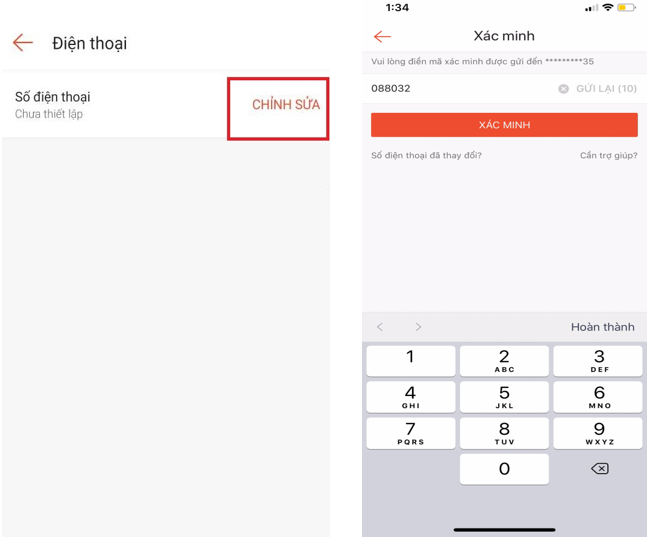 Điện thoại
Số điện thoại
CHỈNH SỬA
Chưa thiết lập
1:34
Xác minh
Vui lòng điền mã xác minh được gửi đến *********35
088032
GỬI LẠI (10)
XÁC MINH
Số điện thoại đã thay đổi?
Cần trợ giúp?
Hoàn thành
1
2
3
ABC
DEF
4
5
6
GHI
JKL
MNO
7
8
9
PQRS
TUV
WXYZ
0